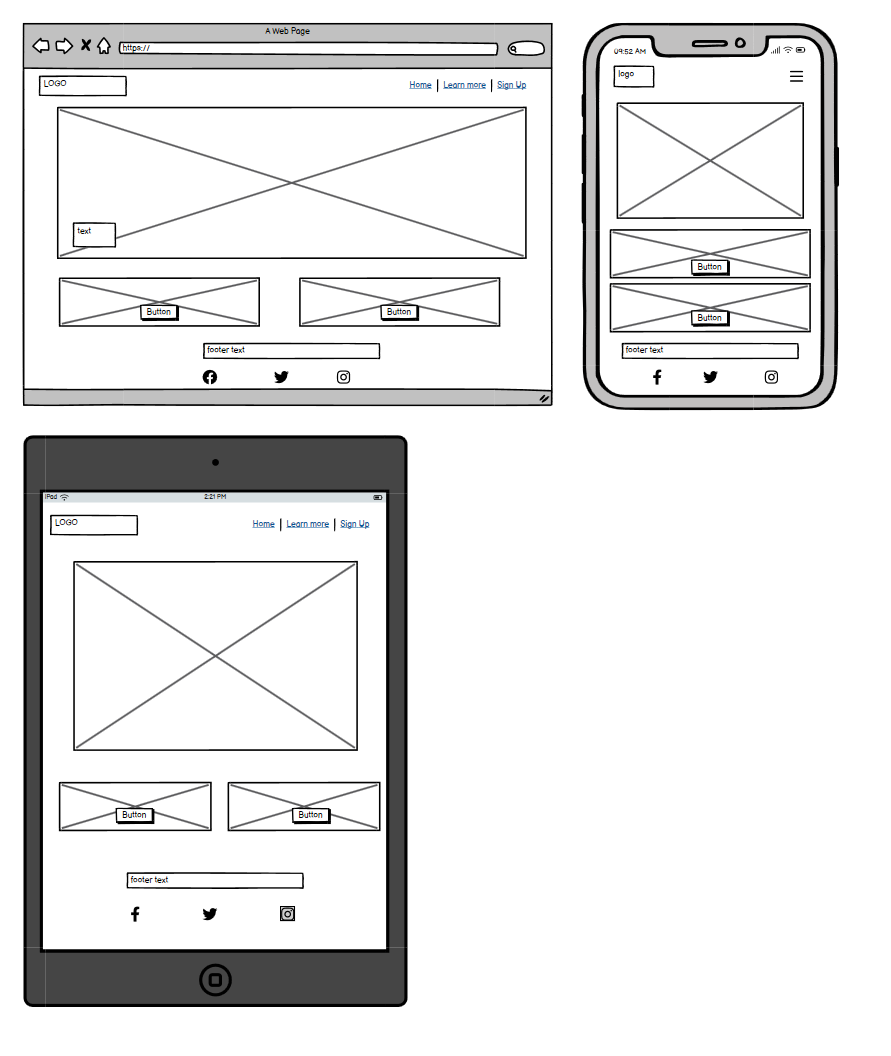 A Web Page
https://
LOGO
Home Learn more Sign Up
text
Button Button
footer text
09:52 AM
logo
Button
Button
footer text
iPad 2:21 PM
LOGO
Home Learn more Sign Up
Button Button
footer text